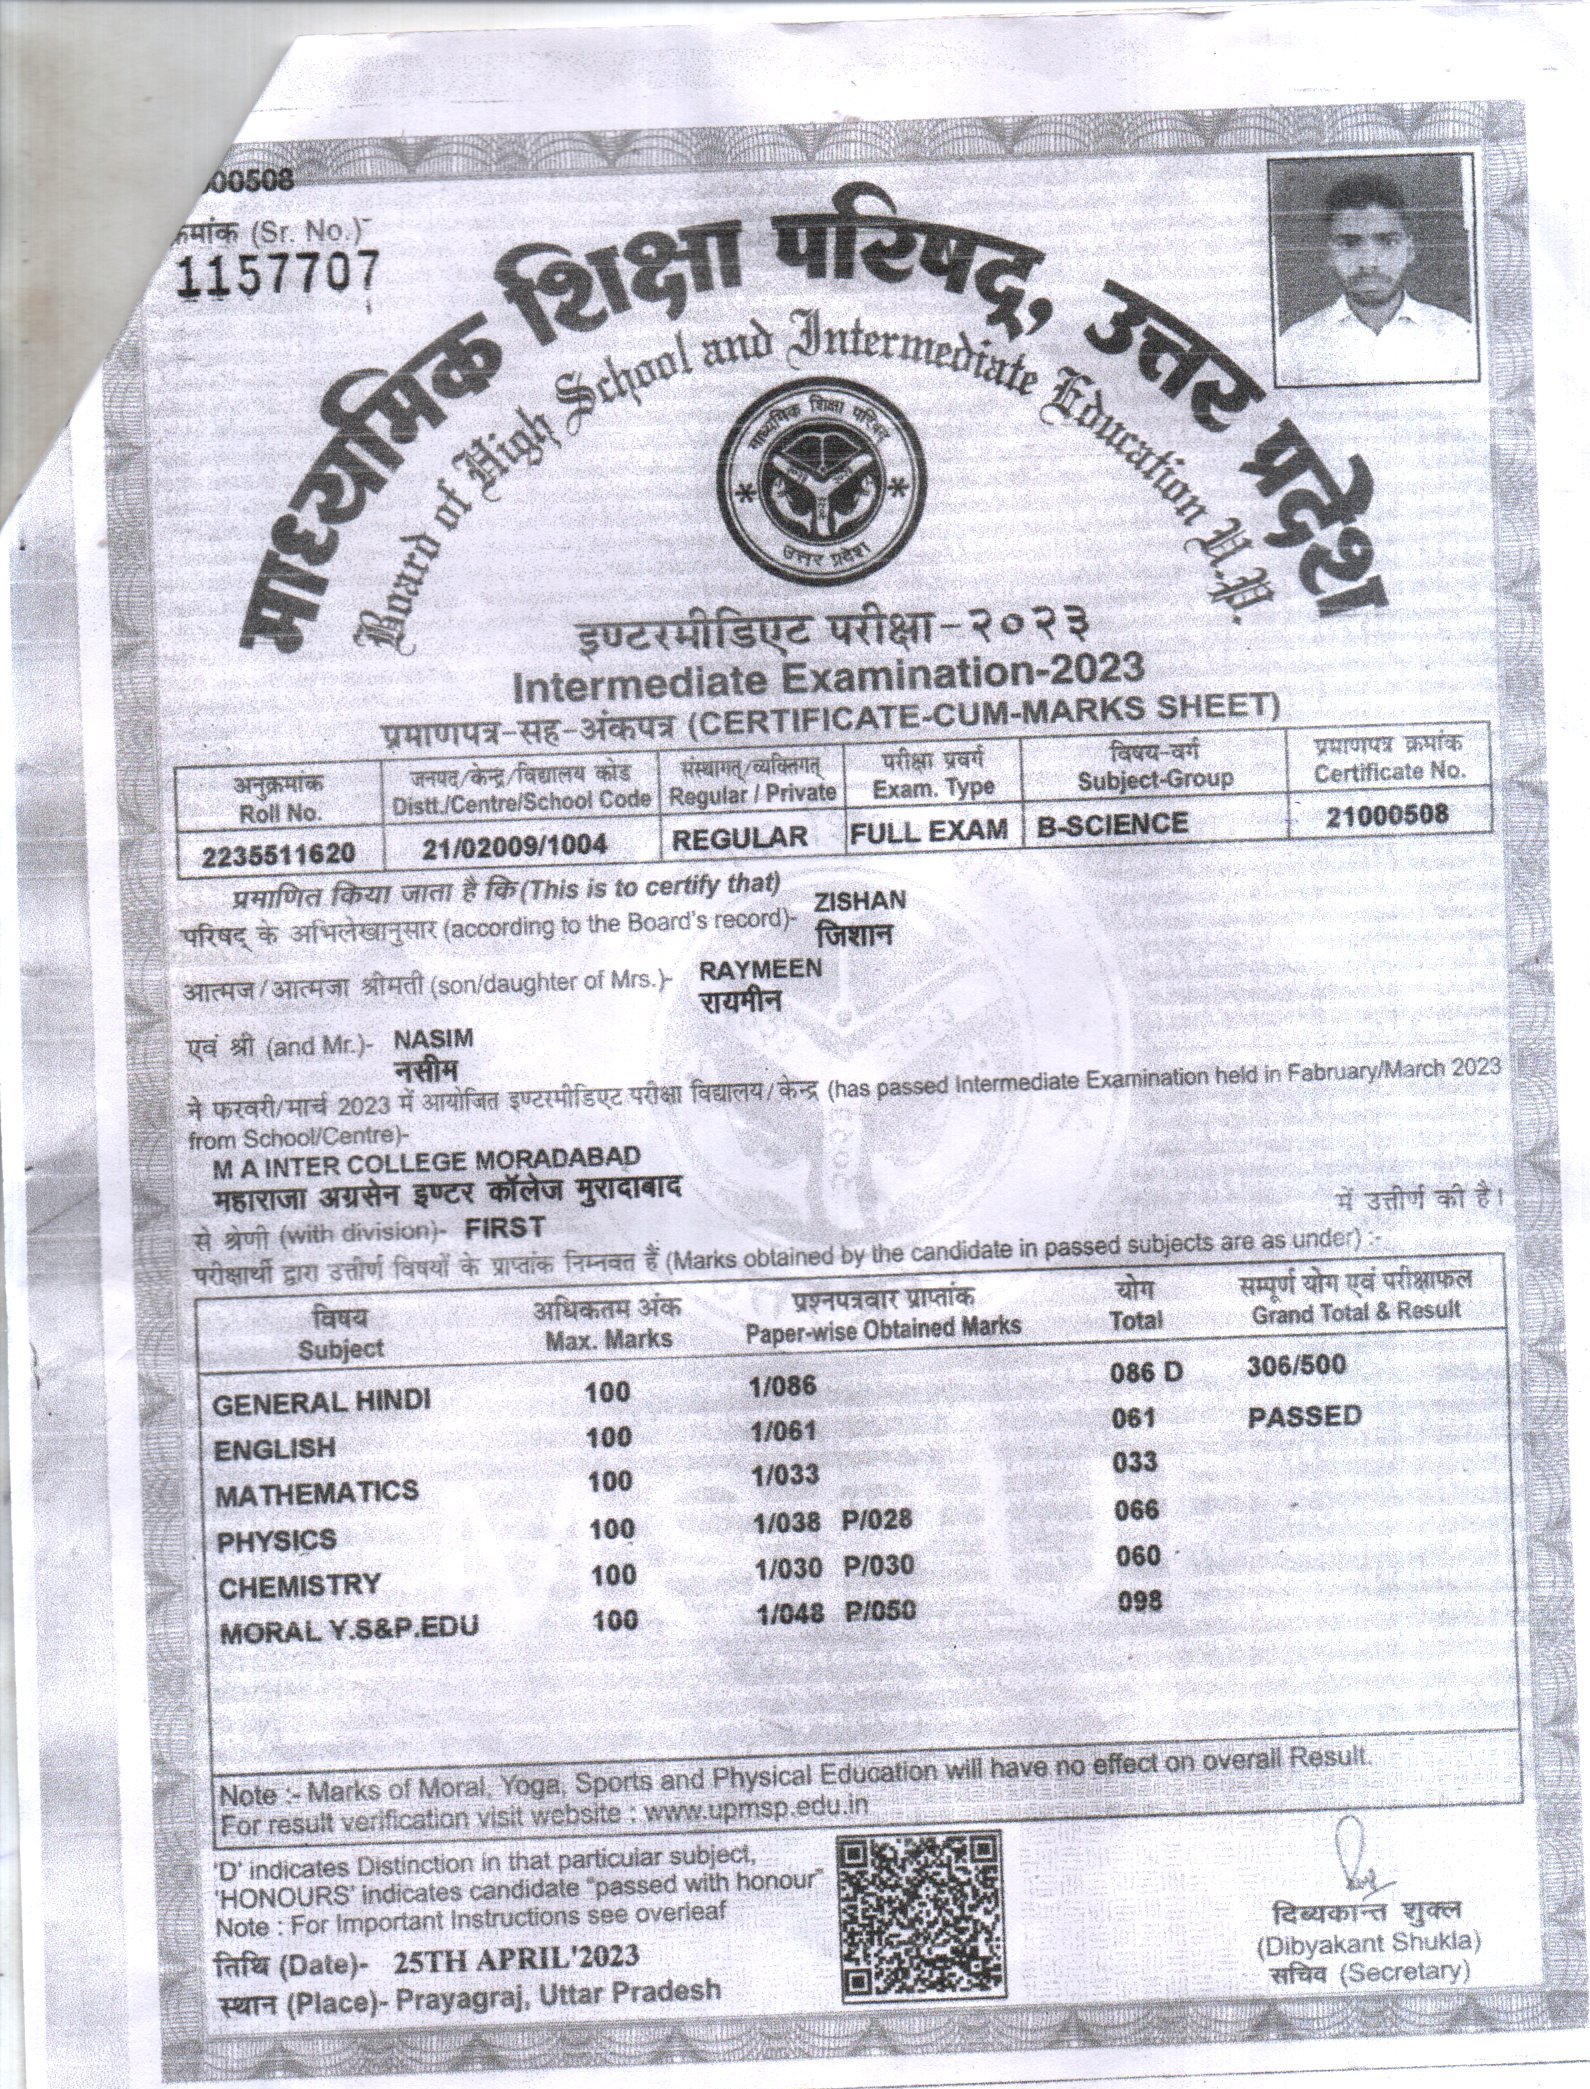 00508
क्रमांक (Sr. No.)
1157707
माध्यमिक शिक्षा परिषद्, उत्तर प्रदेश
Board of High School and Intermediate Education U.P.
माध्यमिक शिक्षा परिषद
उत्तर प्रदेश
इण्टरमीडिएट परीक्षा-२०२३
Intermediate Examination-2023
प्रमाणपत्र-सह-अंकपत्र (CERTIFICATE-CUM-MARKS SHEET)
अनुक्रमांक जनपद/केन्द्र/विद्यालय कोड संस्थागत्/व्यक्तिगत् परीक्षा प्रवर्ग विषय-वर्ग प्रमाणपत्र क्रमांक
Roll No. Distt./Centre/School Code Regular / Private Exam. Type Subject-Group Certificate No.
2235511620 21/02009/1004 REGULAR FULL EXAM B-SCIENCE 21000508
प्रमाणित किया जाता है कि (This is to certify that)
परिषद् के अभिलेखानुसार (according to the Board's record)- ZISHAN
जिशान
आत्मज/आत्मजा श्रीमती (son/daughter of Mrs.)- RAYMEEN
रायमीन
एवं श्री (and Mr.)- NASIM
नसीम
ने फरवरी/मार्च 2023 में आयोजित इण्टरमीडिएट परीक्षा विद्यालय/केन्द्र (has passed Intermediate Examination held in Fabruary/March 2023
from School/Centre)-
M A INTER COLLEGE MORADABAD
महाराजा अग्रसेन इण्टर कॉलेज मुरादाबाद
में उत्तीर्ण की है।
से श्रेणी (with division)- FIRST
परीक्षार्थी द्वारा उत्तीर्ण विषयों के प्राप्तांक निम्नवत हैं (Marks obtained by the candidate in passed subjects are as under) :-
विषय अधिकतम अंक प्रश्नपत्रवार प्राप्तांक योग सम्पूर्ण योग एवं परीक्षाफल
Subject Max. Marks Paper-wise Obtained Marks Total Grand Total & Result
GENERAL HINDI 100 1/086 086 D 306/500
ENGLISH 100 1/061 061 PASSED
MATHEMATICS 100 1/033 033
PHYSICS 100 1/038 P/028 066
CHEMISTRY 100 1/030 P/030 060
MORAL Y.S&P.EDU 100 1/048 P/050 098
Note :- Marks of Moral, Yoga, Sports and Physical Education will have no effect on overall Result.
For result verification visit website : www.upmsp.edu.in
'D' indicates Distinction in that particular subject,
'HONOURS' indicates candidate "passed with honour"
Note : For Important Instructions see overleaf
तिथि (Date)- 25TH APRIL'2023
स्थान (Place)- Prayagraj, Uttar Pradesh
दिब्यकान्त शुक्ल
(Dibyakant Shukla)
सचिव (Secretary)